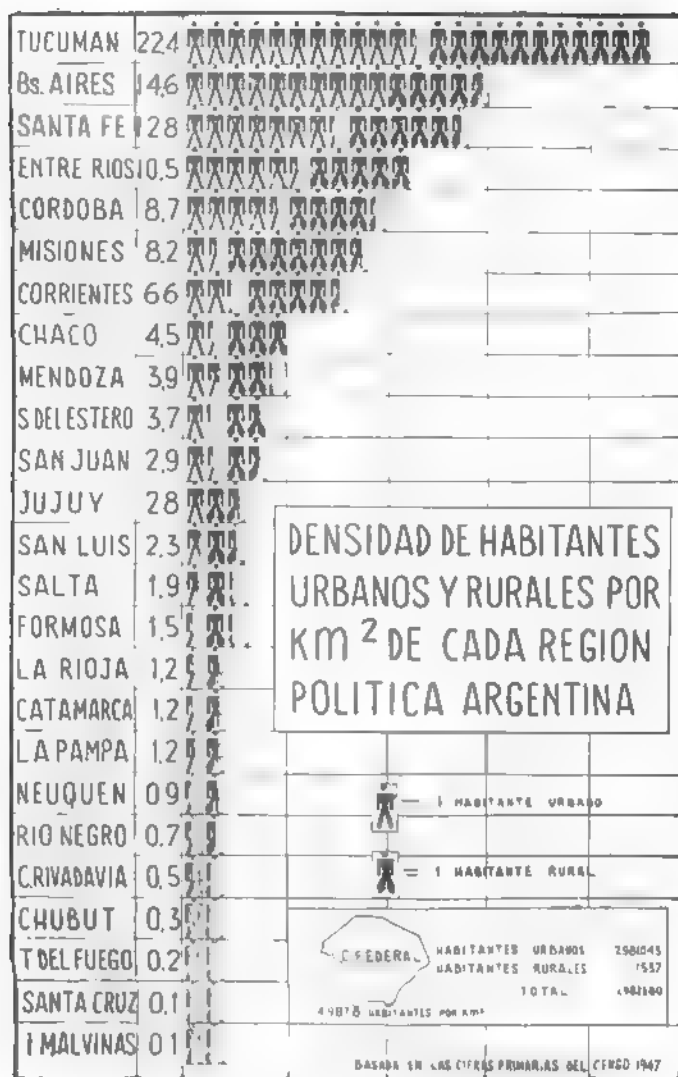 TUCUMAN 22,4
Bs. AIRES 14,6
SANTA FE 12 8
ENTRE RIOS 10,5
CORDOBA 8,7
MISIONES 8,2
CORRIENTES 6 6
CHACO 4,5
MENDOZA 3,9
S DEL ESTERO 3,7
SAN JUAN 2,9
JUJUY 2 8
SAN LUIS 2,3
SALTA 1,9
FORMOSA 1,5
LA RIOJA 1,2
CATAMARCA 1,2
LA PAMPA 1,2
NEUQUEN 0 9
RIO NEGRO 0,7
C.RIVADAVIA 0,5
CHUBUT 0,3
T DEL FUEGO 0,2
SANTA CRUZ 0,1
I MALVINAS 0 1
DENSIDAD DE HABITANTES
URBANOS Y RURALES POR
Km² DE CADA REGION
POLITICA ARGENTINA
= 1 HABITANTE URBANO
= 1 HABITANTE RURAL
C. FEDERAL
HABITANTES URBANOS
HABITANTES RURALES
TOTAL
HABITANTES POR Km²
BASADA EN LAS CIFRAS PRIMARIAS DEL CENSO 1947